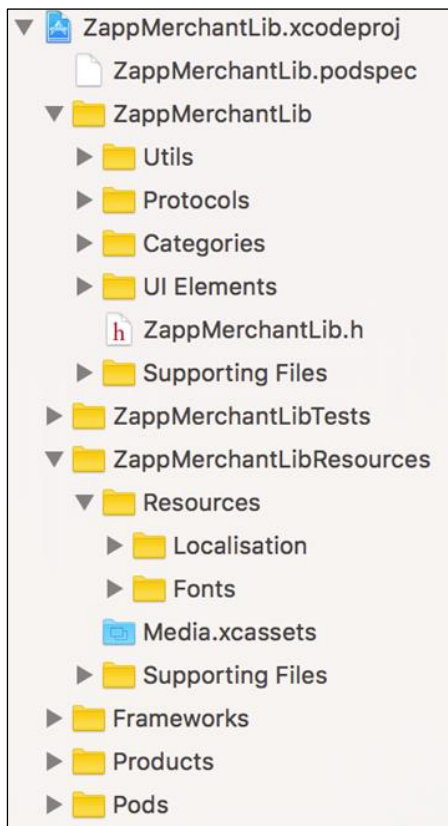 ZappMerchantLib.xcodeproj
ZappMerchantLib.podspec
ZappMerchantLib
Utils
Protocols
Categories
UI Elements
h ZappMerchantLib.h
Supporting Files
ZappMerchantLibTests
ZappMerchantLibResources
Resources
Localisation
Fonts
Media.xcassets
Supporting Files
Frameworks
Products
Pods